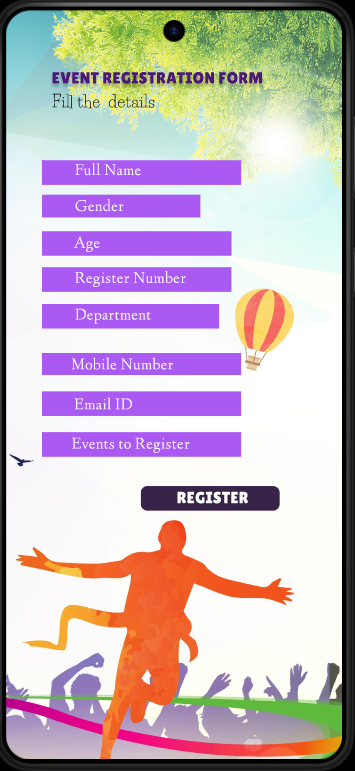 EVENT REGISTRATION FORM
Fill the details
Full Name
Gender
Age
Register Number
Department
Mobile Number
Email ID
Events to Register
REGISTER